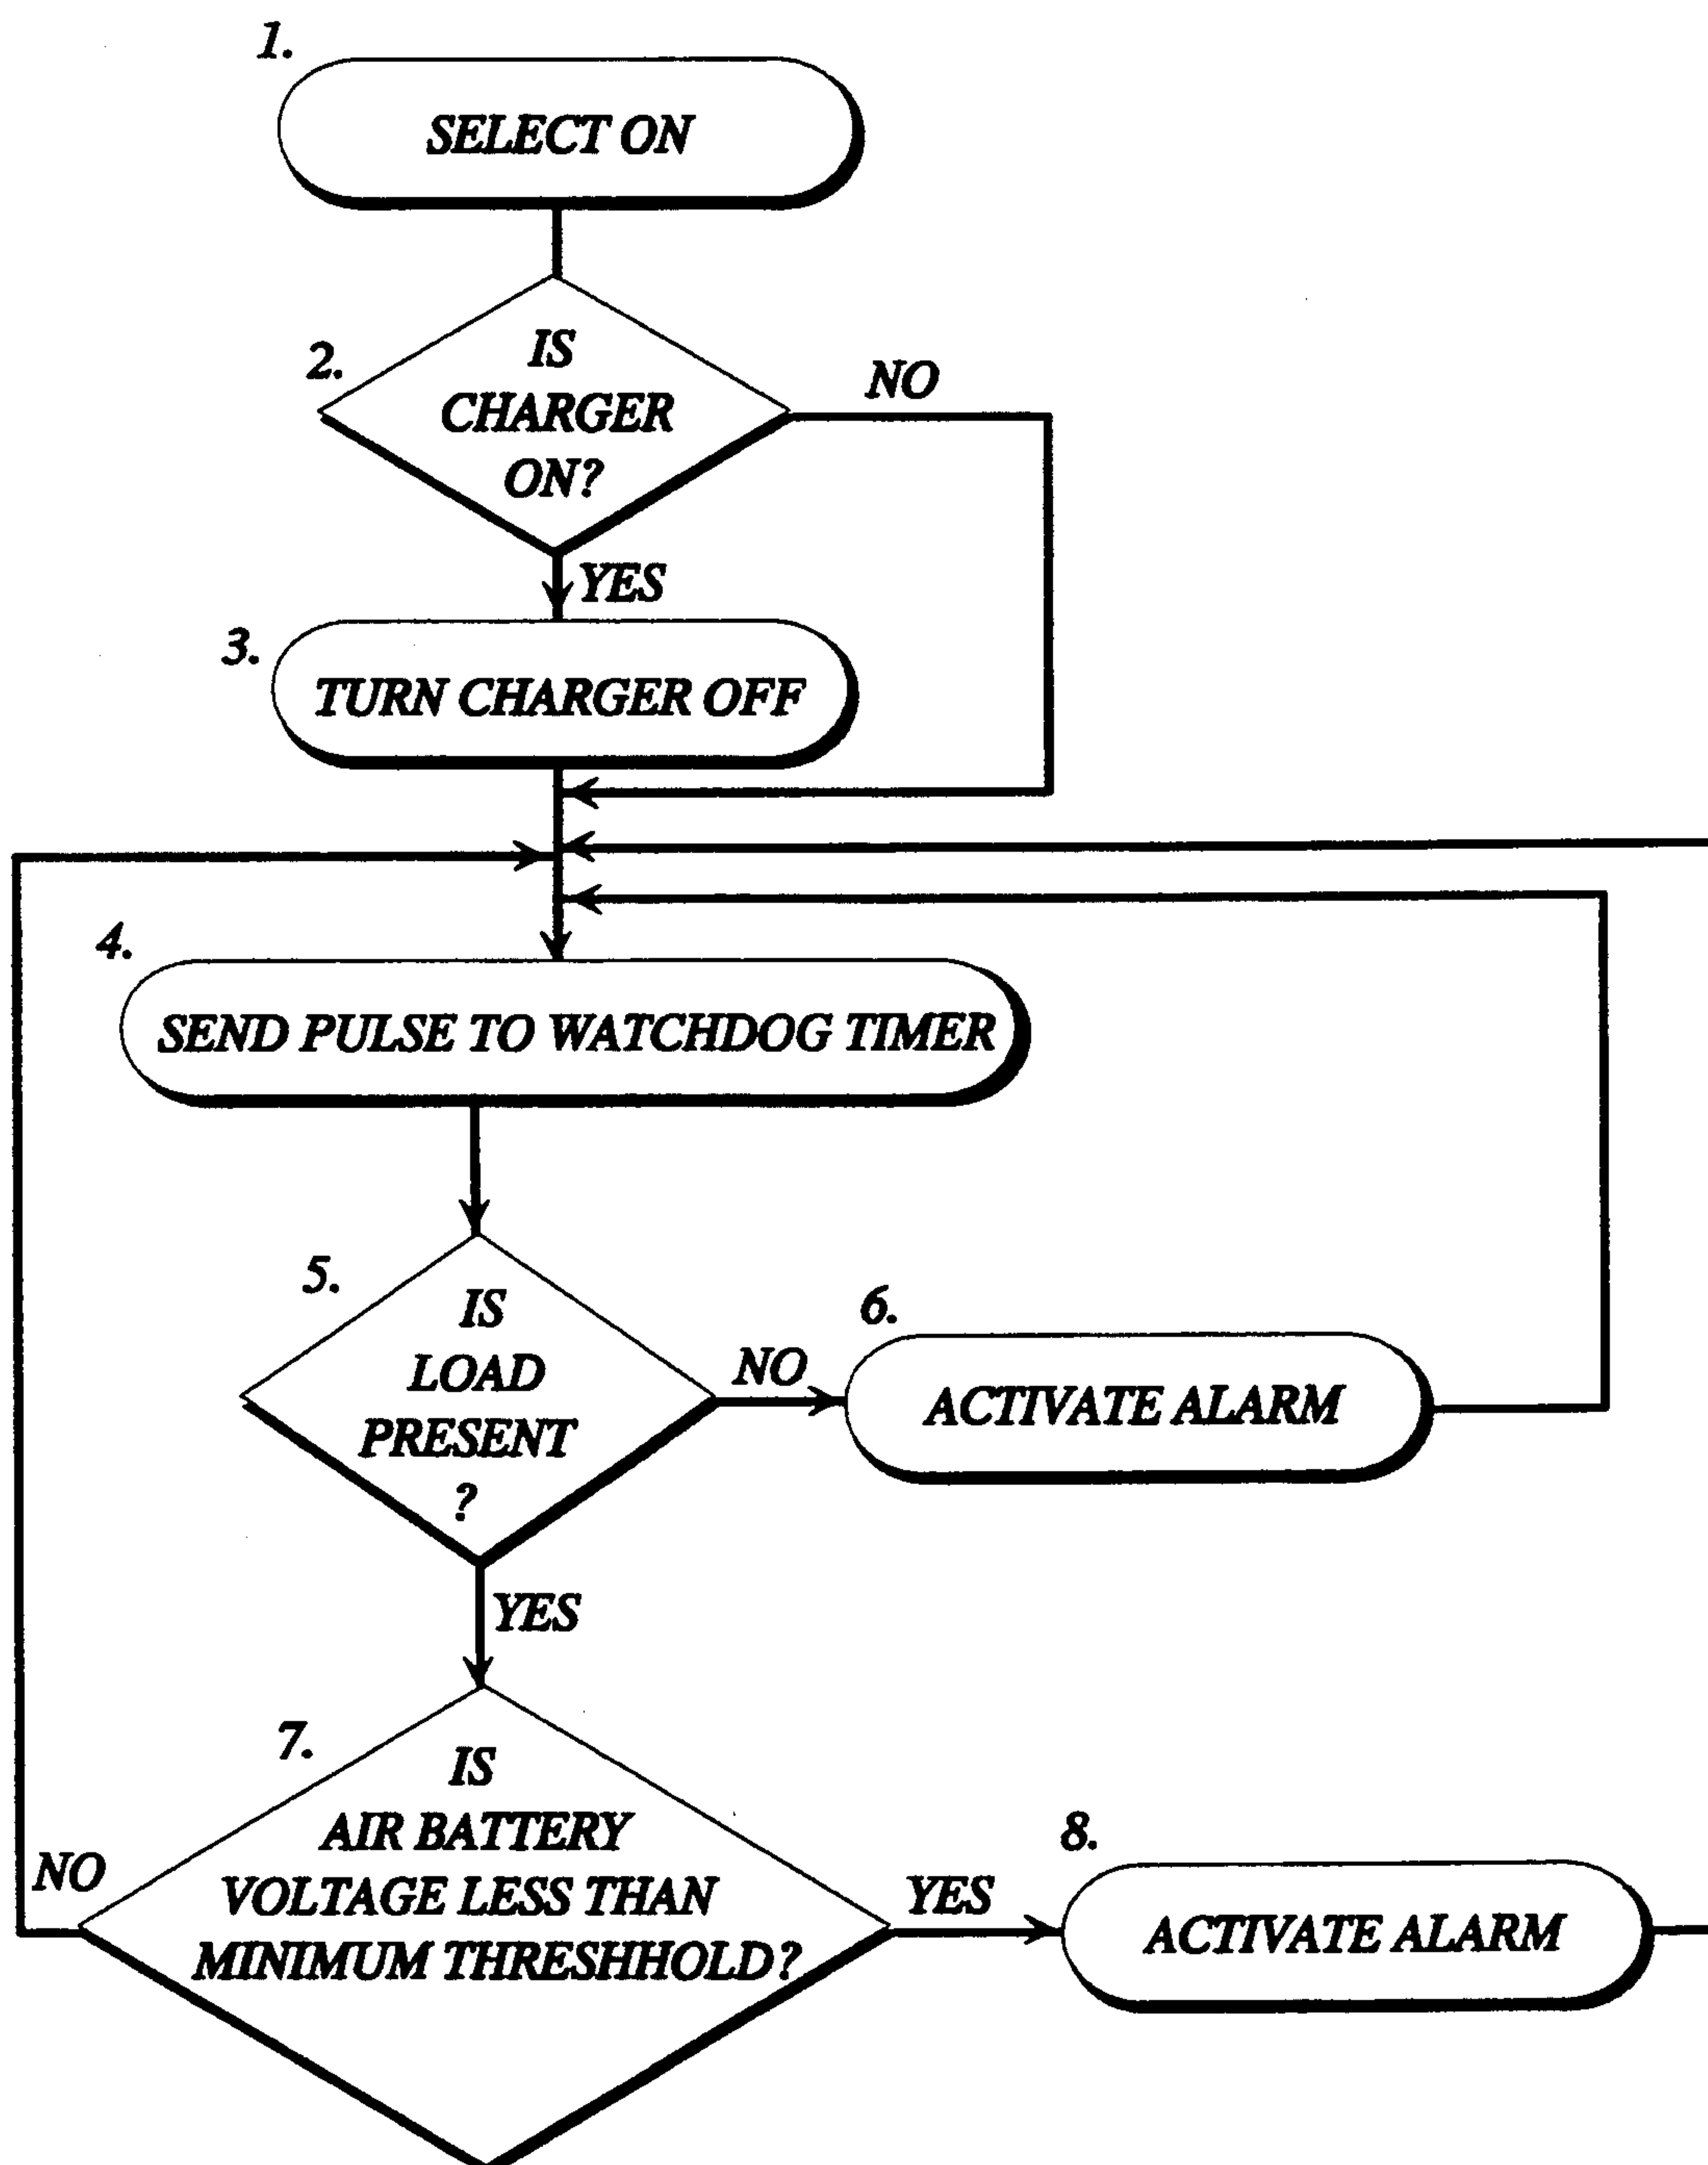 1.
SELECT ON
2.
IS
CHARGER
ON?
NO
YES
3.
TURN CHARGER OFF
4.
SEND PULSE TO WATCHDOG TIMER
5.
IS
LOAD
PRESENT
?
NO
6.
ACTIVATE ALARM
YES
7.
IS
AIR BATTERY
VOLTAGE LESS THAN
MINIMUM THRESHHOLD?
NO
YES
8.
ACTIVATE ALARM